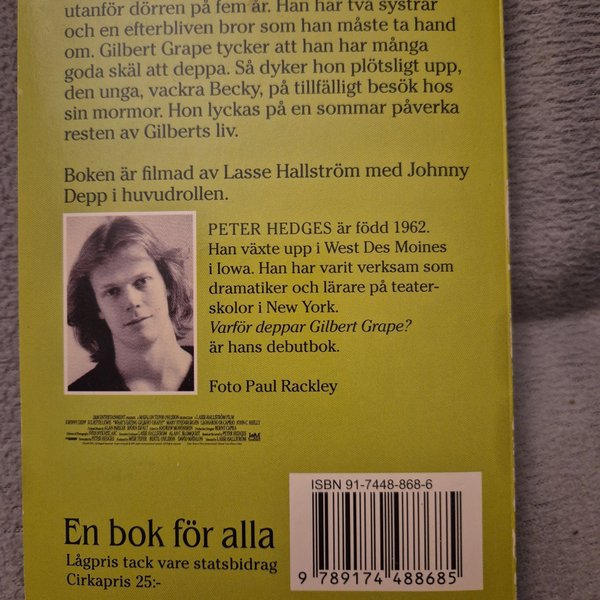 utanför dörren på fem år. Han har två systrar
och en efterbliven bror som han måste ta hand
om. Gilbert Grape tycker att han har många
goda skäl att deppa. Så dyker hon plötsligt upp,
den unga, vackra Becky, på tillfälligt besök hos
sin mormor. Hon lyckas på en sommar påverka
resten av Gilberts liv.
Boken är filmad av Lasse Hallström med Johnny
Depp i huvudrollen.
PETER HEDGES är född 1962.
Han växte upp i West Des Moines
i Iowa. Han har varit verksam som
dramatiker och lärare på teater-
skolor i New York.
Varför deppar Gilbert Grape?
är hans debutbok.
Foto Paul Rackley
ISBN 91-7448-868-6
En bok för alla
Lågpris tack vare statsbidrag
Cirkapris 25:-
9 789174 488685